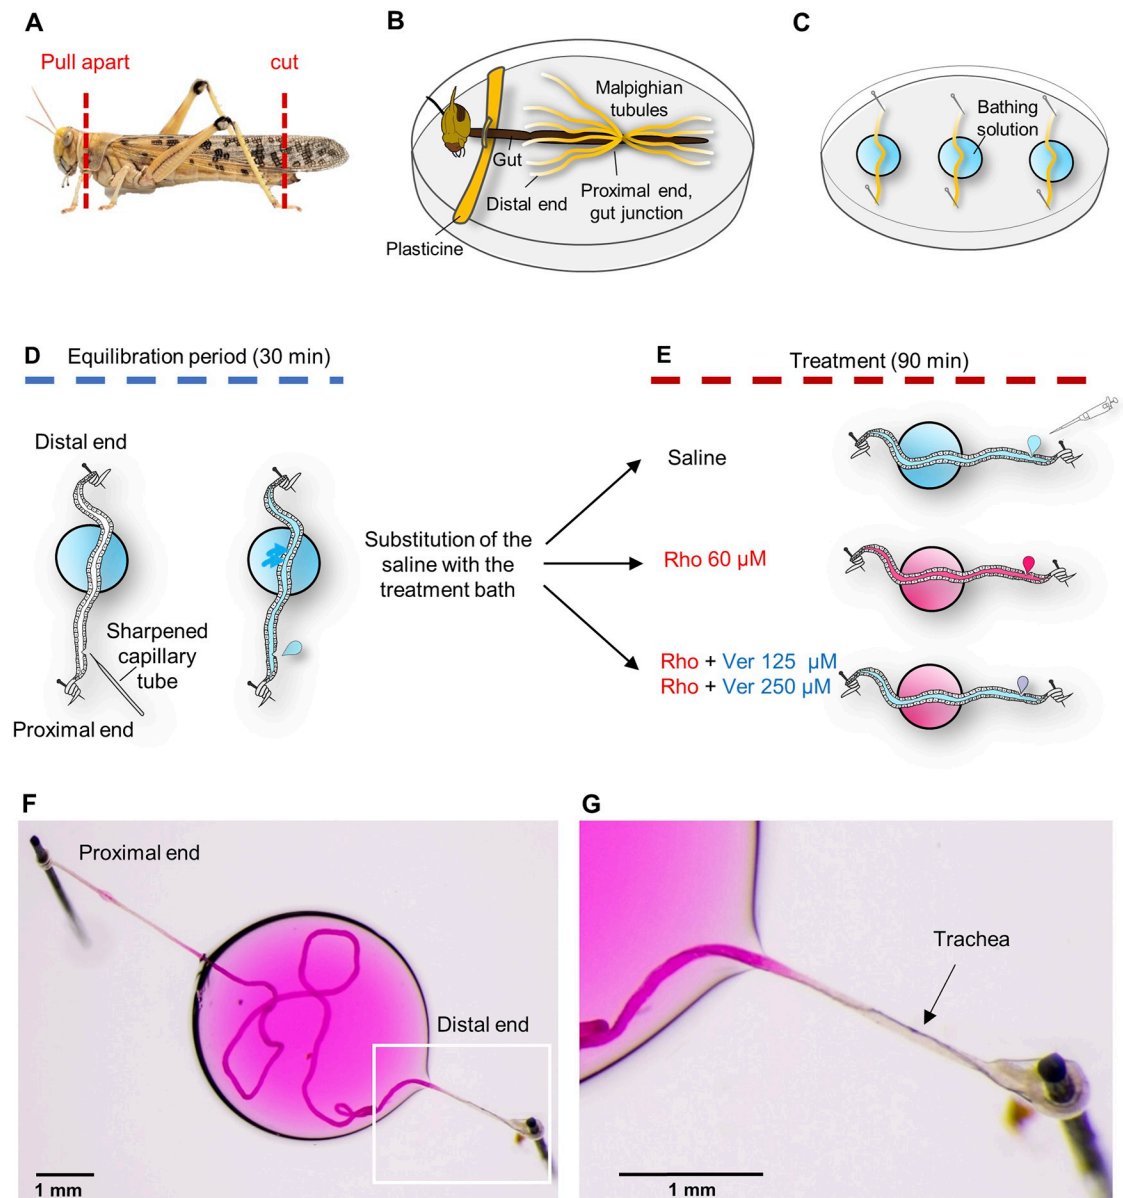 A
Pull apart
cut
B
Malpighian
tubules
Gut
Distal end
Proximal end,
gut junction
Plasticine
C
Bathing
solution
D
Equilibration period (30 min)
Distal end
Sharpened
capillary
tube
Proximal end
Substitution of the
saline with the
treatment bath
E
Treatment (90 min)
Saline
Rho 60 µM
Rho + Ver 125 µM
Rho + Ver 250 µM
F
Proximal end
Distal end
1 mm
G
Trachea
1 mm